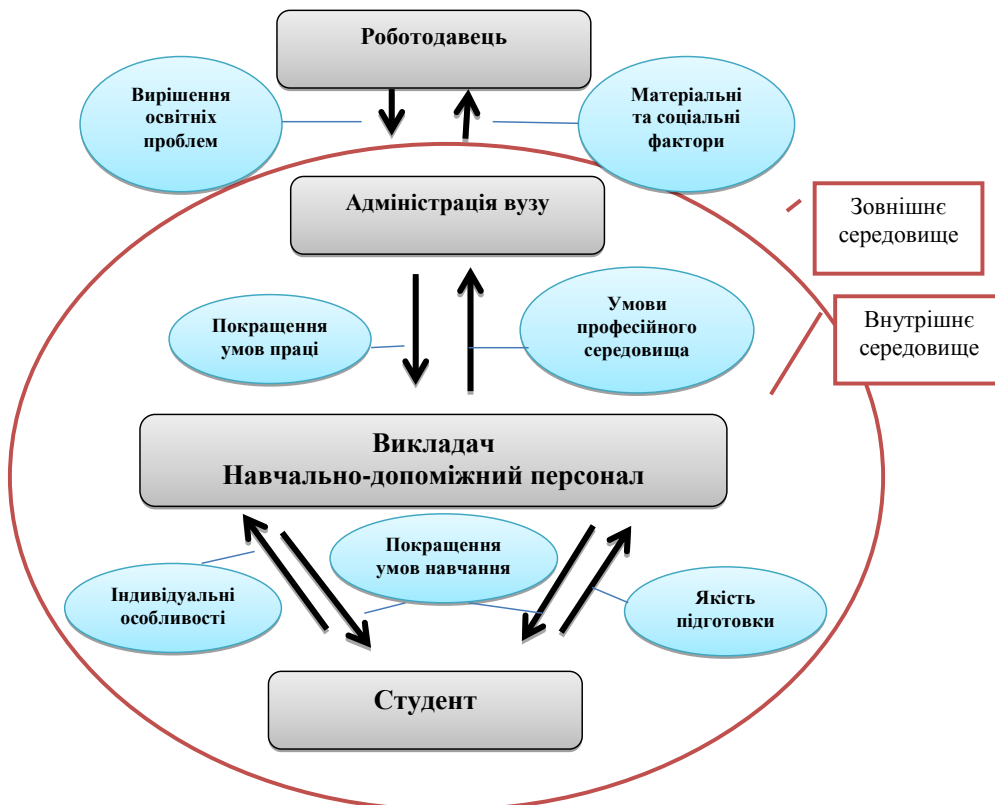 Роботодавець
Вирішення
освітніх
проблем
Матеріальні
та соціальні
фактори
Адміністрація вузу
Зовнішнє
середовище
Покращення
умов праці
Умови
професійного
середовища
Внутрішнє
середовище
Викладач
Навчально-допоміжний персонал
Покращення
умов навчання
Індивідуальні
особливості
Якість
підготовки
Студент